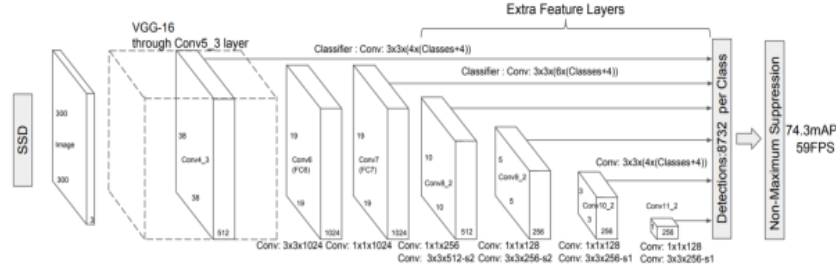 Extra Feature Layers
VGG-16
through Conv5_3 layer
Classifier : Conv: 3x3x(4x(Classes+4))
Classifier : Conv: 3x3x(6x(Classes+4))
SSD
300
Image
300
3
38
Conv4_3
38
512
19
Conv6
(FC6)
19
1024
19
Conv7
(FC7)
19
1024
10
Conv8_2
10
512
5
Conv9_2
5
256
Conv: 3x3x(4x(Classes+4))
3
Conv10_2
3
256
Conv11_2
1
256
Detections:8732 per Class
Non-Maximum Suppression
74.3mAP
59FPS
Conv: 3x3x1024
Conv: 1x1x1024
Conv: 1x1x256
Conv: 3x3x512-s2
Conv: 1x1x128
Conv: 3x3x256-s2
Conv: 1x1x128
Conv: 3x3x256-s1
Conv: 1x1x128
Conv: 3x3x256-s1